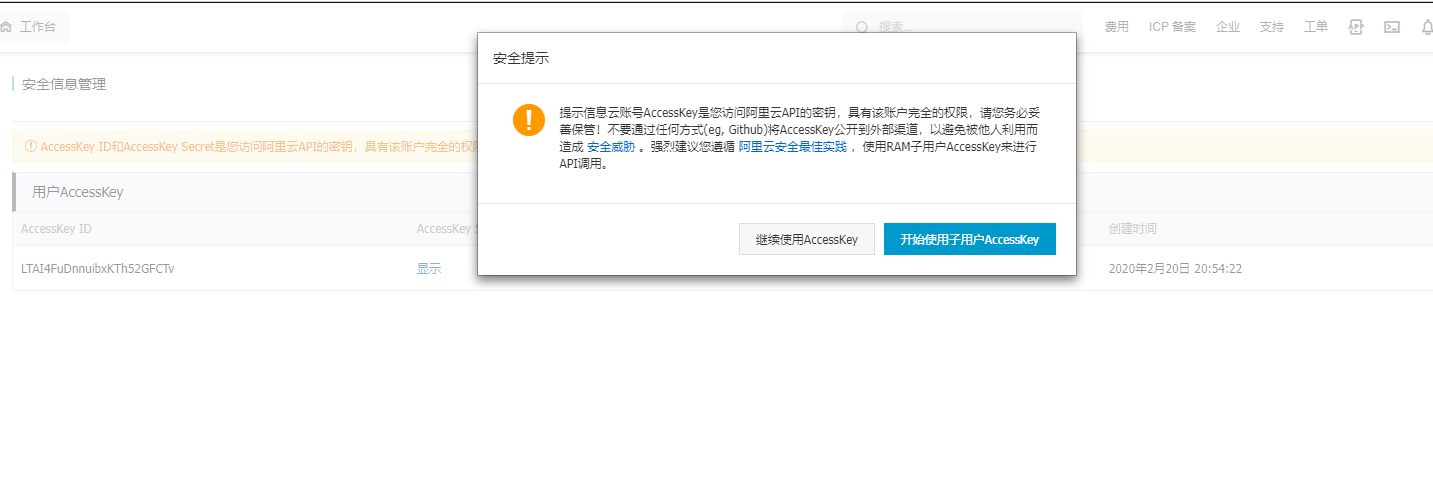 工作台
搜索...
费用
ICP 备案
企业
支持
工单
安全提示
安全信息管理
提示信息云账号AccessKey是您访问阿里云API的密钥，具有该账户完全的权限，请您务必妥
善保管！不要通过任何方式(eg, Github)将AccessKey公开到外部渠道，以避免被他人利用而
造成 安全威胁 。强烈建议您遵循 阿里云安全最佳实践 ，使用RAM子用户AccessKey来进行
API调用。
AccessKey ID和AccessKey Secret是您访问阿里云API的密钥，具有该账户完全的权
用户AccessKey
AccessKey ID
AccessKey
创建时间
继续使用AccessKey
开始使用子用户AccessKey
LTAI4FuDnnuibxKTh52GFCTv
显示
2020年2月20日 20:54:22